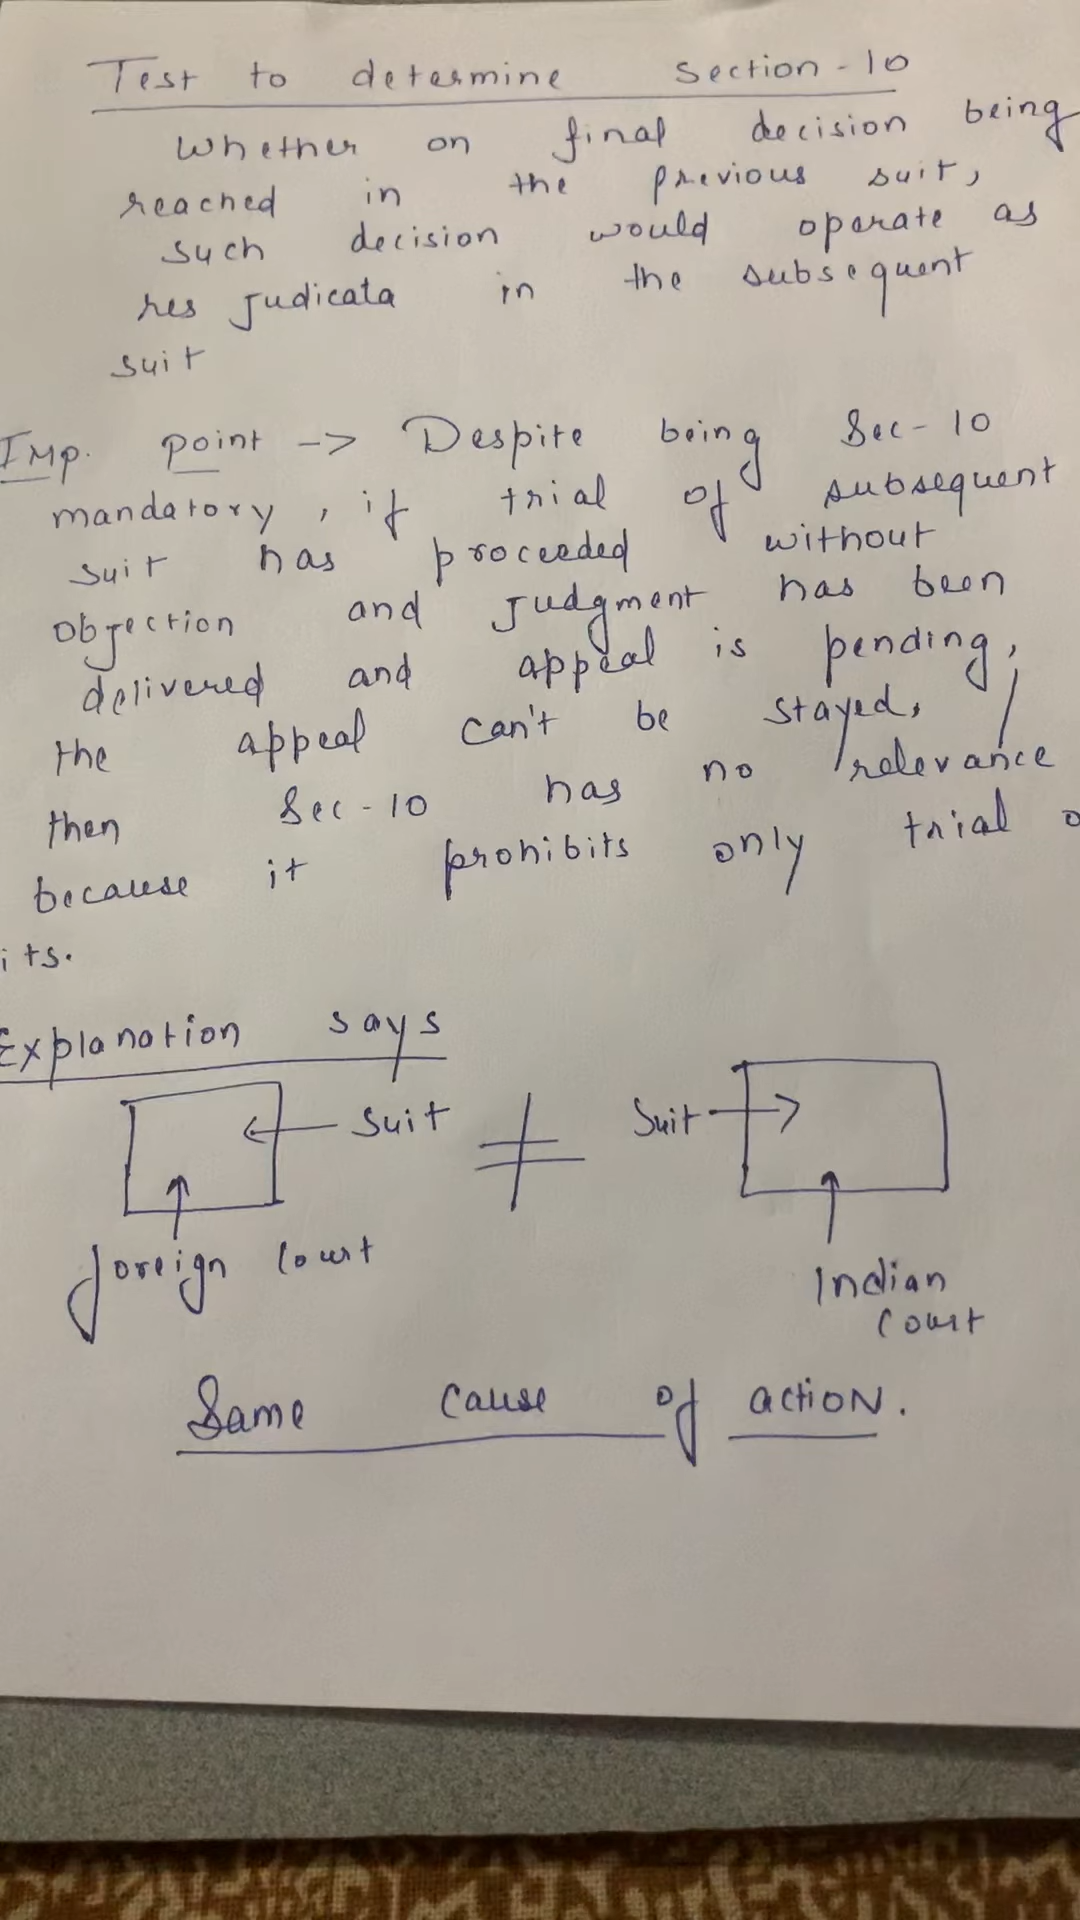 Test to determine Section-10
Whether on final decision being
reached in the previous suit,
such decision would operate as
res judicata in the subsequent
suit
Imp. point -> Despite being Sec-10
mandatory, if trial of subsequent
suit has proceeded without
objection and judgment has been
delivered and appeal is pending,
the appeal can't be stayed,
then Sec-10 has no relevance
because it prohibits only trial
its.
Explanation says
Suit ≠ Suit
foreign court
Indian
court
Same cause of action.